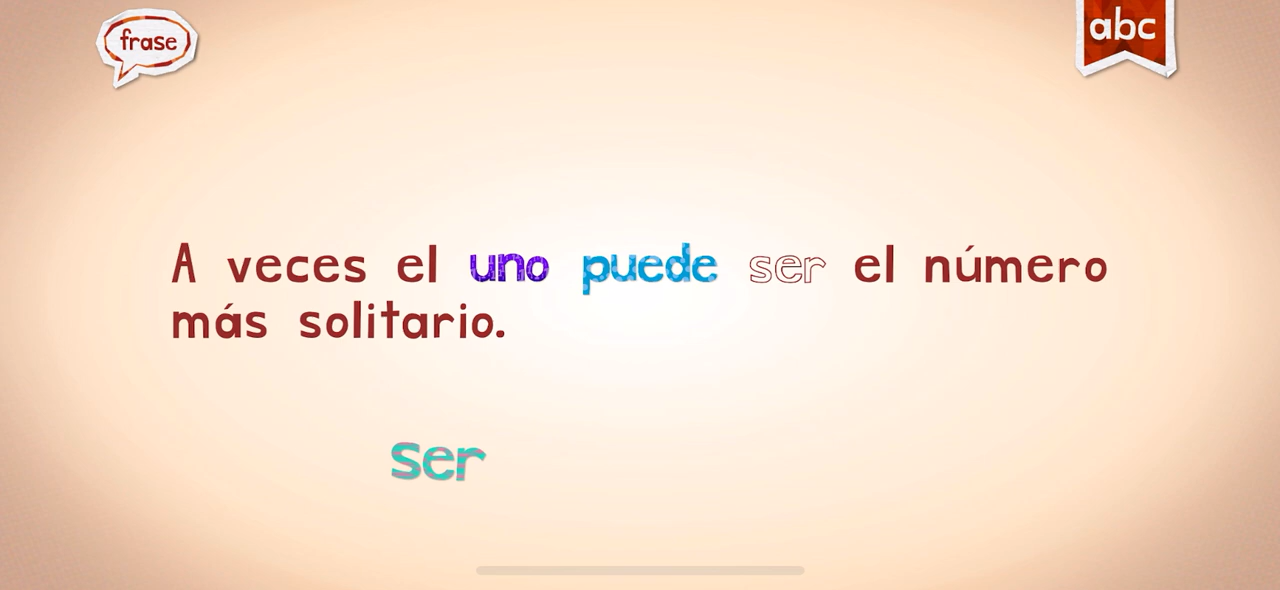 frase
abc
A veces el uno puede ser el número
más solitario.
ser